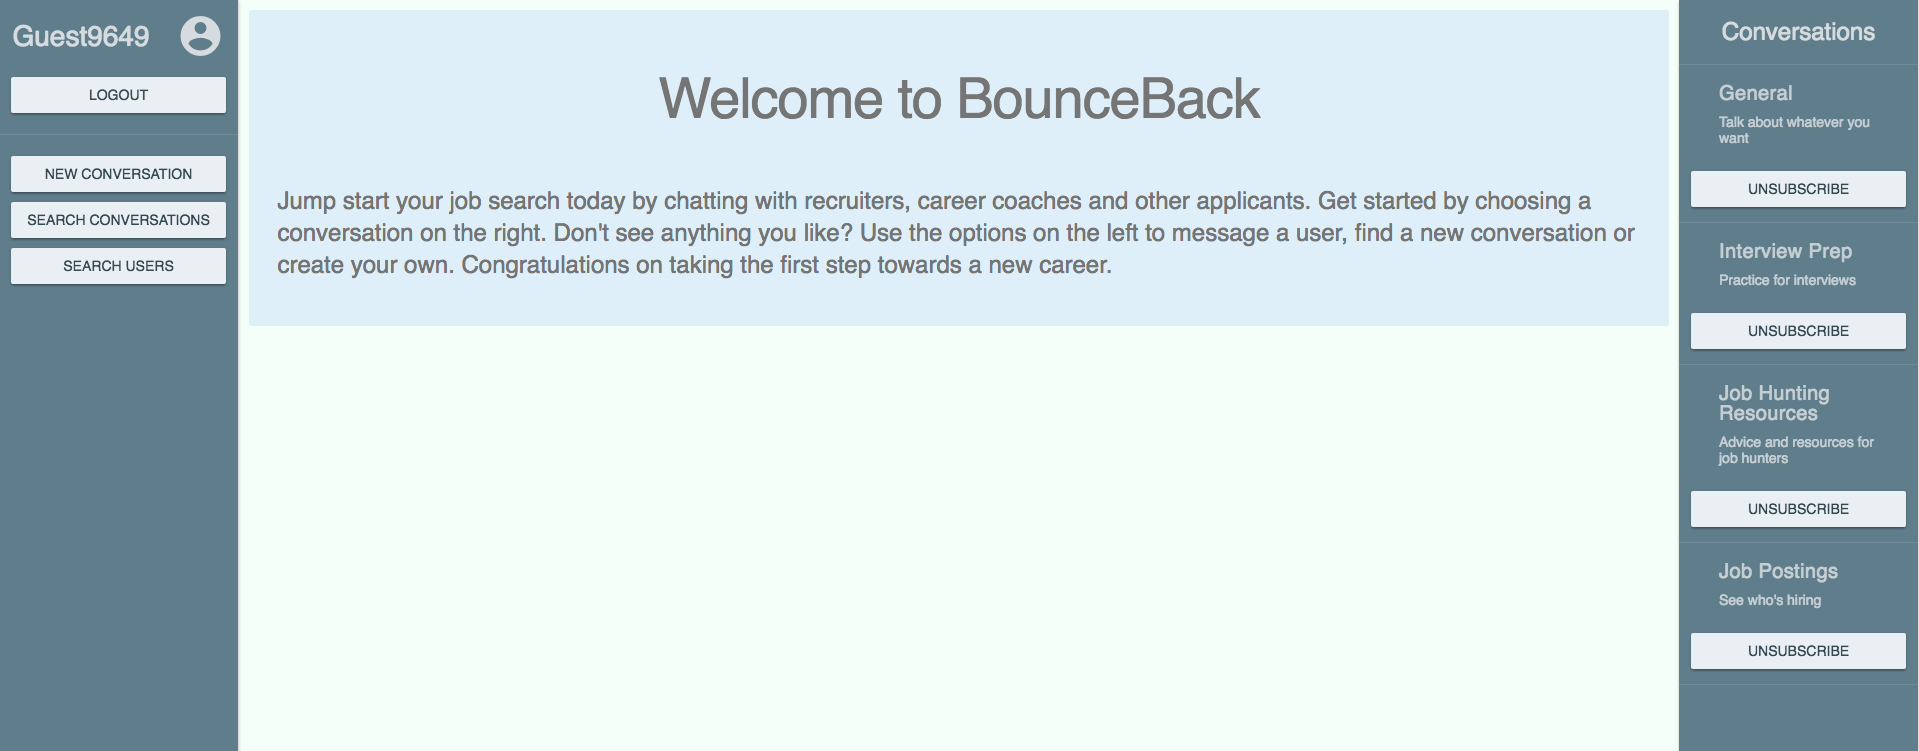 Guest9649
LOGOUT
NEW CONVERSATION
SEARCH CONVERSATIONS
SEARCH USERS
Welcome to BounceBack
Jump start your job search today by chatting with recruiters, career coaches and other applicants. Get started by choosing a
conversation on the right. Don't see anything you like? Use the options on the left to message a user, find a new conversation or
create your own. Congratulations on taking the first step towards a new career.
Conversations
General
Talk about whatever you
want
UNSUBSCRIBE
Interview Prep
Practice for interviews
UNSUBSCRIBE
Job Hunting
Resources
Advice and resources for
job hunters
UNSUBSCRIBE
Job Postings
See who's hiring
UNSUBSCRIBE